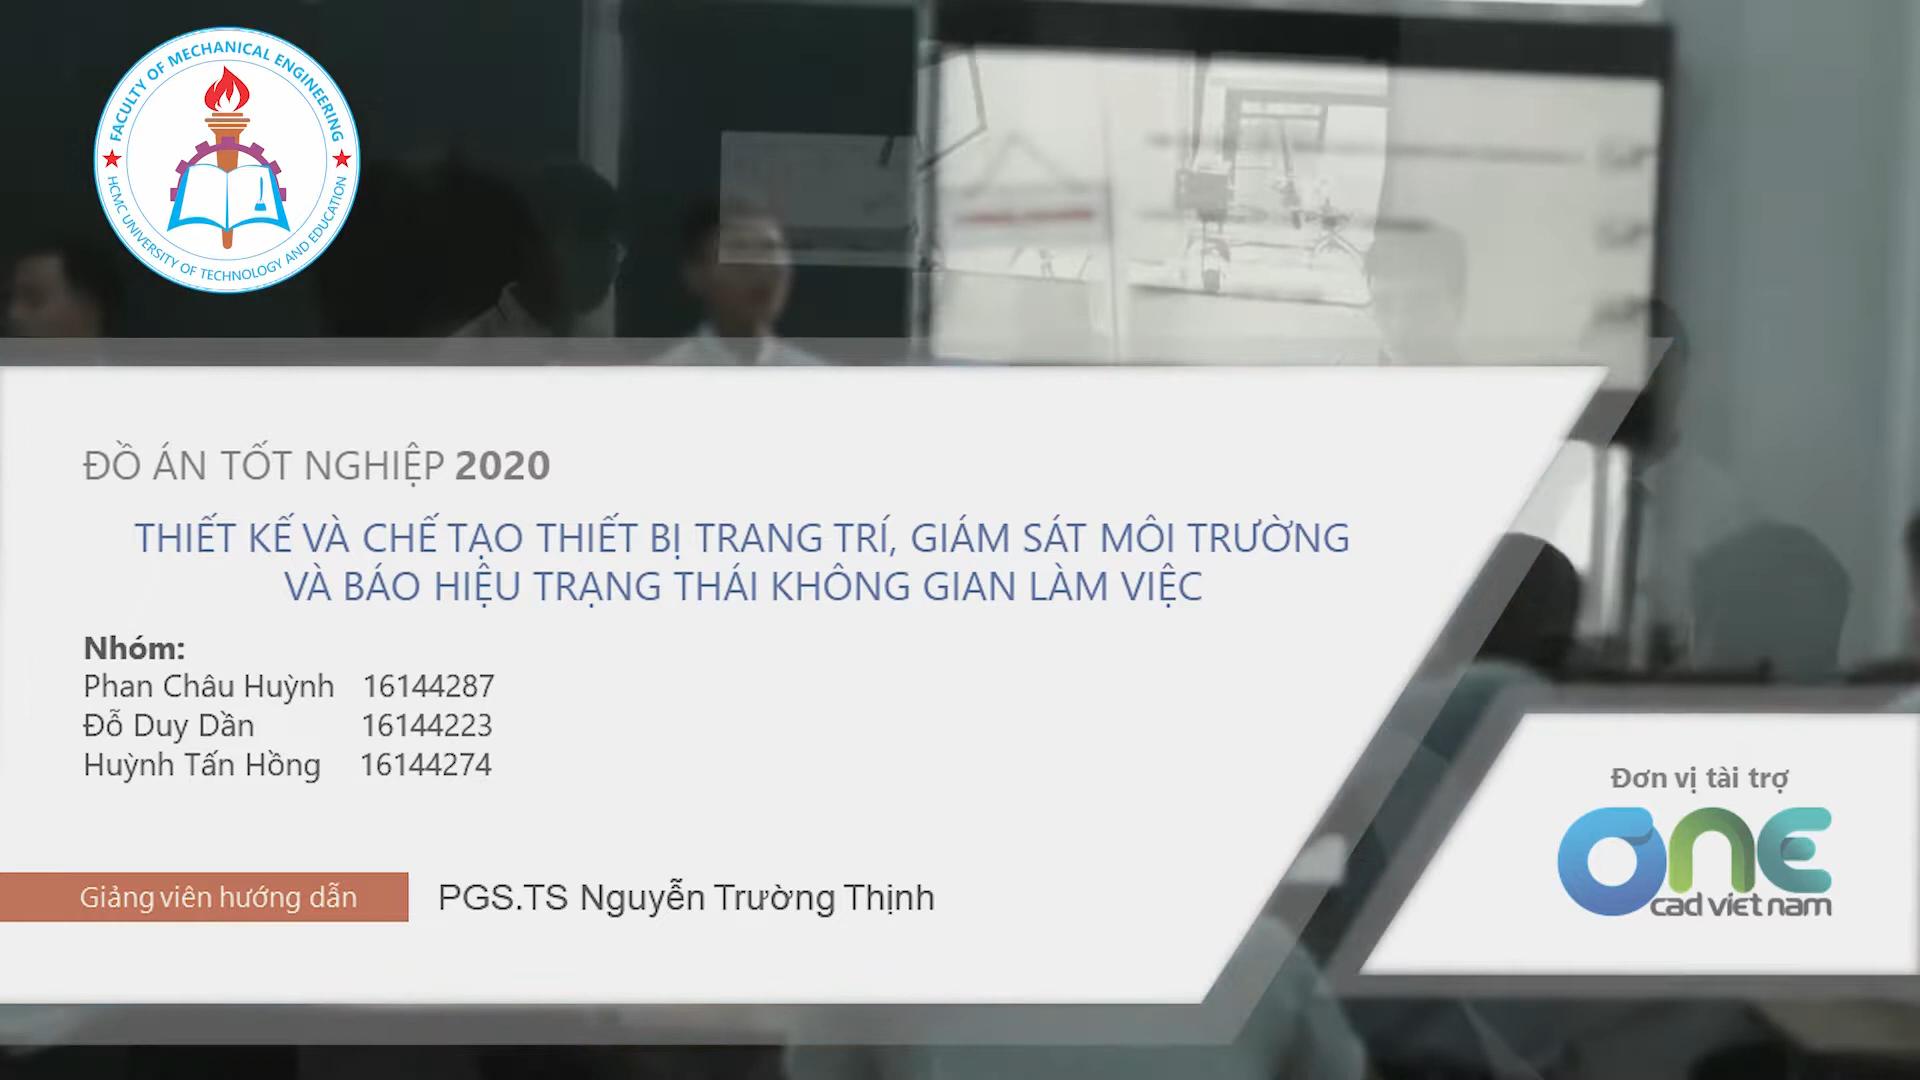 FACULTY OF MECHANICAL ENGINEERING
HCMC UNIVERSITY OF TECHNOLOGY AND EDUCATION
ĐỒ ÁN TỐT NGHIỆP 2020
THIẾT KẾ VÀ CHẾ TẠO THIẾT BỊ TRANG TRÍ, GIÁM SÁT MÔI TRƯỜNG
VÀ BÁO HIỆU TRẠNG THÁI KHÔNG GIAN LÀM VIỆC
Nhóm:
Phan Châu Huỳnh 16144287
Đỗ Duy Dần 16144223
Huỳnh Tấn Hồng 16144274
Giảng viên hướng dẫn PGS.TS Nguyễn Trường Thịnh
Đơn vị tài trợ
one
cad viet nam